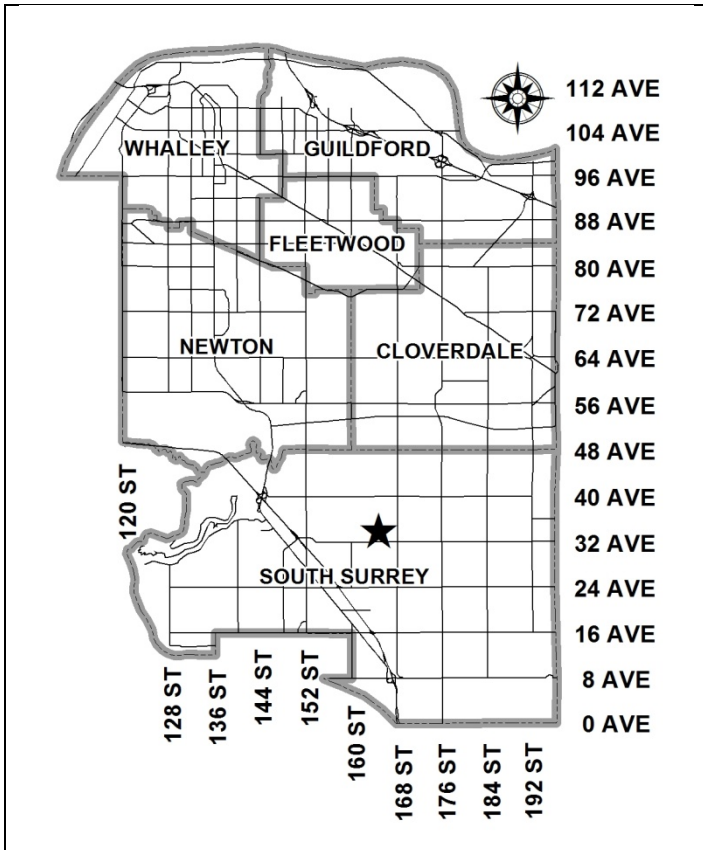 112 AVE
104 AVE
WHALLEY
GUILDFORD
96 AVE
88 AVE
FLEETWOOD
80 AVE
72 AVE
NEWTON
CLOVERDALE
64 AVE
56 AVE
48 AVE
40 AVE
120 ST
32 AVE
SOUTH SURREY
24 AVE
16 AVE
8 AVE
0 AVE
128 ST
136 ST
144 ST
152 ST
160 ST
168 ST
176 ST
184 ST
192 ST